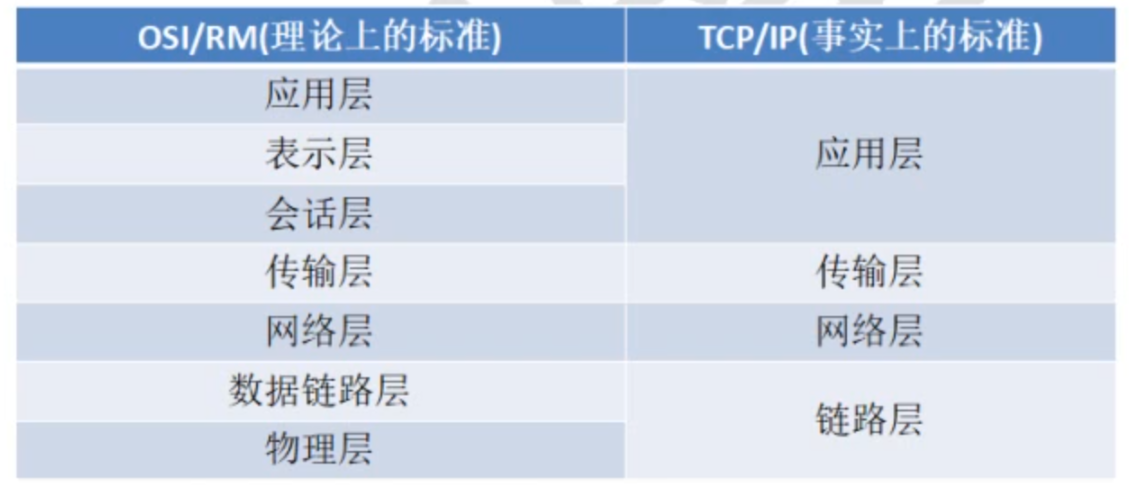 OSI/RM(理论上的标准) TCP/IP(事实上的标准)
应用层
表示层
应用层
会话层
传输层 传输层
网络层 网络层
数据链路层
链路层
物理层